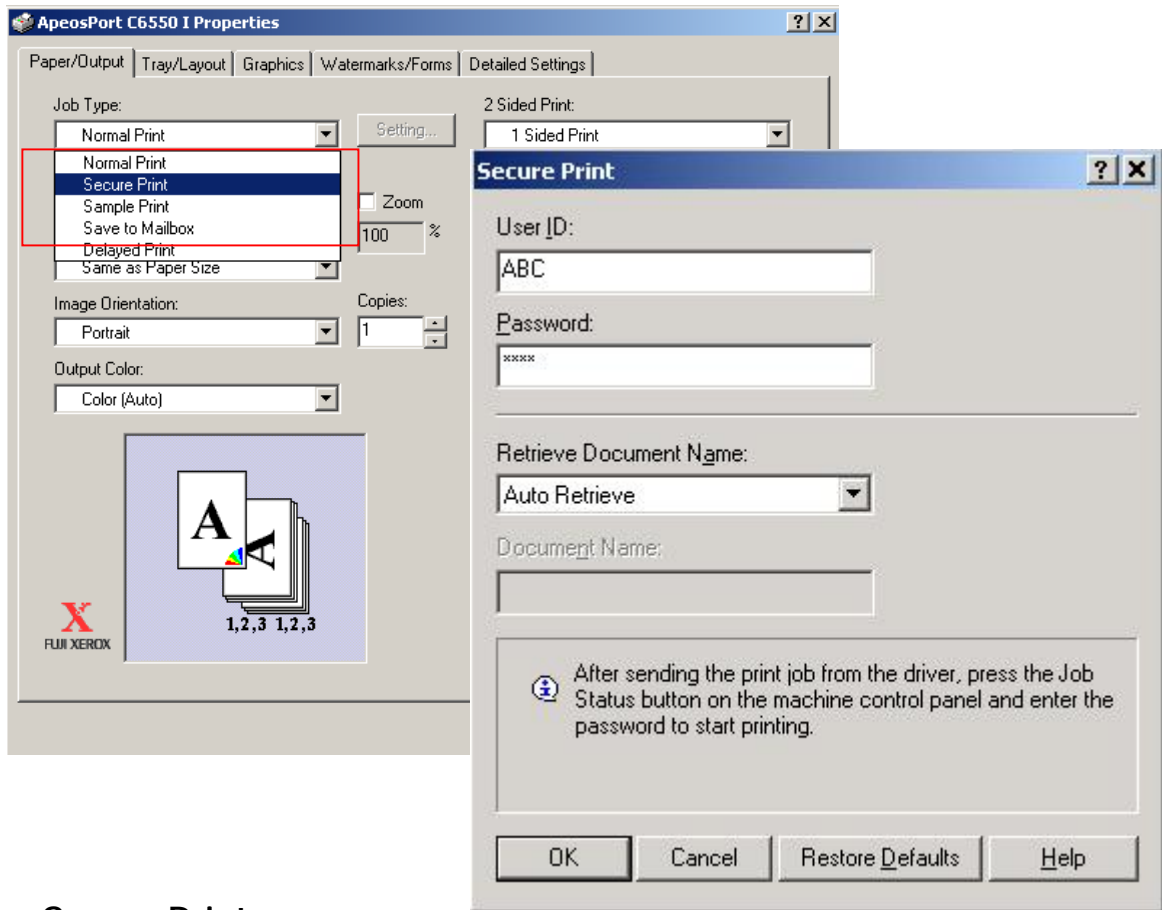 ApeosPort C6550 I Properties
Paper/Output Tray/Layout Graphics Watermarks/Forms Detailed Settings
Job Type:
Normal Print
Setting...
Normal Print
Secure Print
Sample Print
Save to Mailbox
Delayed Print
Same as Paper Size
Zoom
100 %
Image Orientation:
Portrait
Copies:
1
Output Color:
Color (Auto)
A
A
1,2,3 1,2,3
X
FUJI XEROX
2 Sided Print:
1 Sided Print
Secure Print
User ID:
ABC
Password:
××××
Retrieve Document Name:
Auto Retrieve
Document Name:
After sending the print job from the driver, press the Job
Status button on the machine control panel and enter the
password to start printing.
OK Cancel Restore Defaults Help